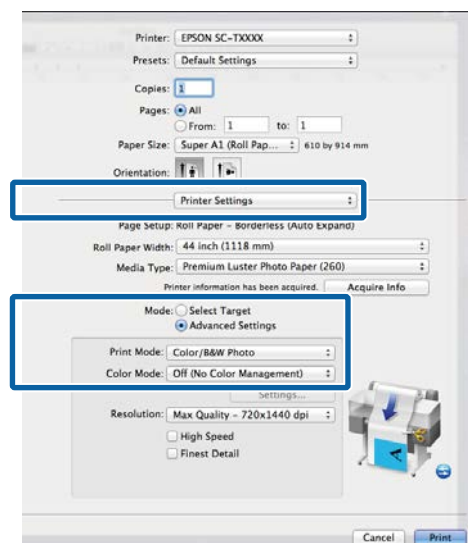 Printer: EPSON SC-TXXXX
Presets: Default Settings
Copies: 1
Pages: All
From: 1 to: 1
Paper Size: Super A1 (Roll Pap... 610 by 914 mm
Orientation:
Printer Settings
Page Setup: Roll Paper - Borderless (Auto Expand)
Roll Paper Width: 44 inch (1118 mm)
Media Type: Premium Luster Photo Paper (260)
Printer information has been acquired. Acquire Info
Mode: Select Target
Advanced Settings
Print Mode: Color/B&W Photo
Color Mode: Off (No Color Management)
Settings...
Resolution: Max Quality - 720x1440 dpi
High Speed
Finest Detail
A
Cancel Print